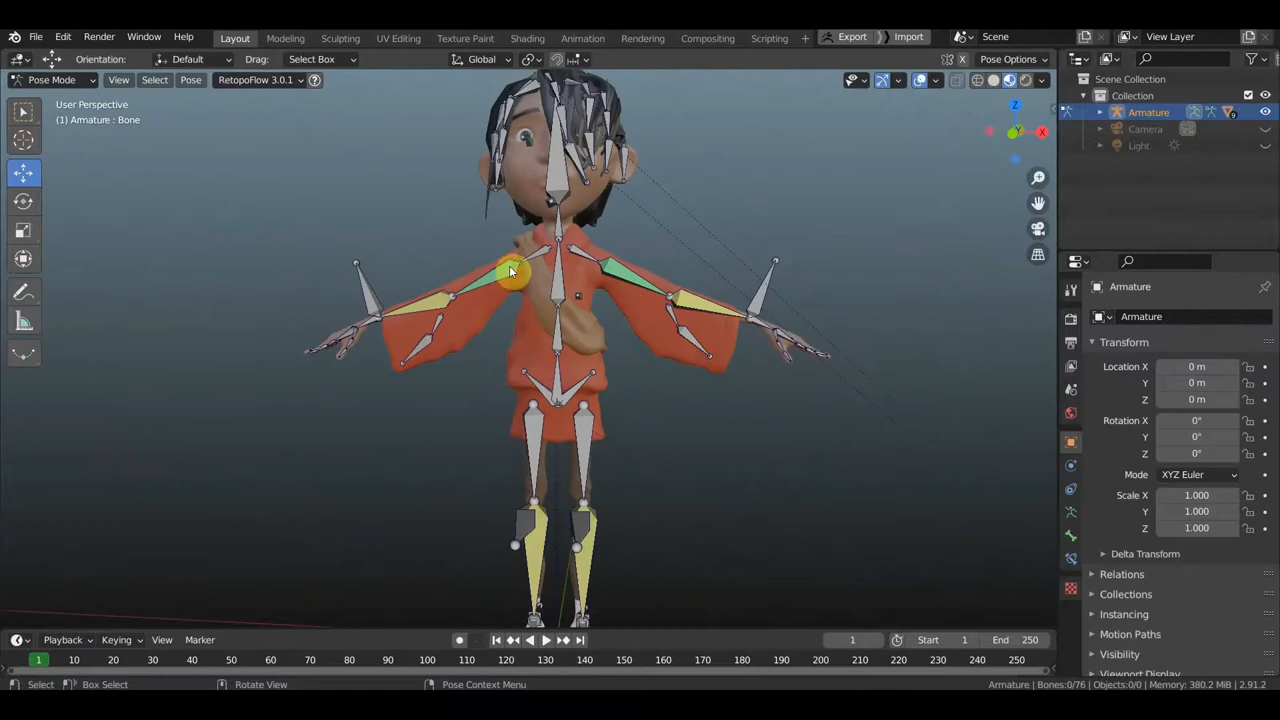 File Edit Render Window Help Layout Modeling Sculpting UV Editing Texture Paint Shading Animation Rendering Compositing Scripting + Export Import Scene View Layer
Orientation: Default Drag: Select Box Global X Pose Options
Pose Mode View Select Pose RetopoFlow 3.0.1 ?
User Perspective
(1) Armature : Bone
Z
X
Y
Scene Collection
Collection
Armature 9
Camera
Light
Armature
Armature
Transform
Location X 0 m
Y 0 m
Z 0 m
Rotation X 0°
Y 0°
Z 0°
Mode XYZ Euler
Scale X 1.000
Y 1.000
Z 1.000
Delta Transform
Relations
Collections
Instancing
Motion Paths
Visibility
Viewport Display
Playback Keying View Marker 1 Start 1 End 250
1 10 20 30 40 50 60 70 80 90 100 110 120 130 140 150 160 170 180 190 200 210 220 230 240 250
Select Box Select Rotate View Pose Context Menu Armature | Bones:0/76 | Objects:0/0 | Memory: 380.2 MiB | 2.91.2